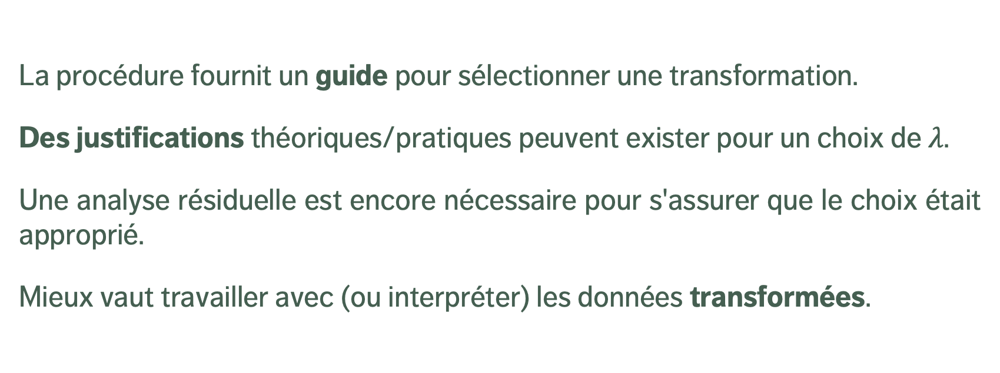 La procédure fournit un guide pour sélectionner une transformation.
Des justifications théoriques/pratiques peuvent exister pour un choix de λ.
Une analyse résiduelle est encore nécessaire pour s'assurer que le choix était
approprié.
Mieux vaut travailler avec (ou interpréter) les données transformées.